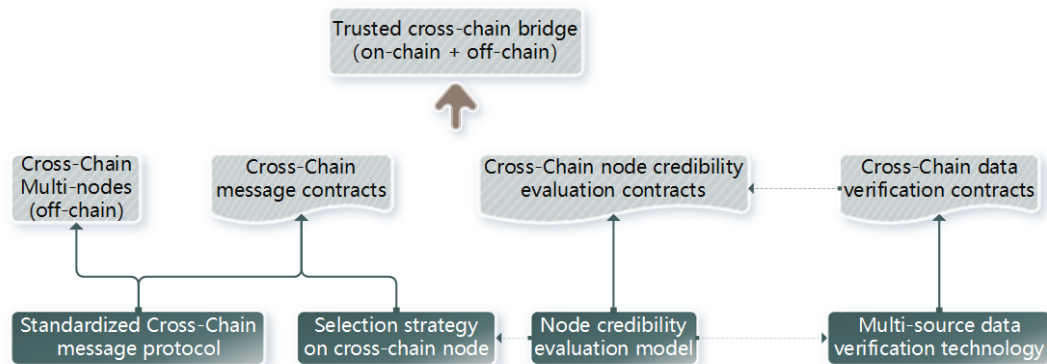 Trusted cross-chain bridge
(on-chain + off-chain)
Cross-Chain
Multi-nodes
(off-chain)
Cross-Chain
message contracts
Cross-Chain node credibility
evaluation contracts
Cross-Chain data
verification contracts
Standardized Cross-Chain
message protocol
Selection strategy
on cross-chain node
Node credibility
evaluation model
Multi-source data
verification technology